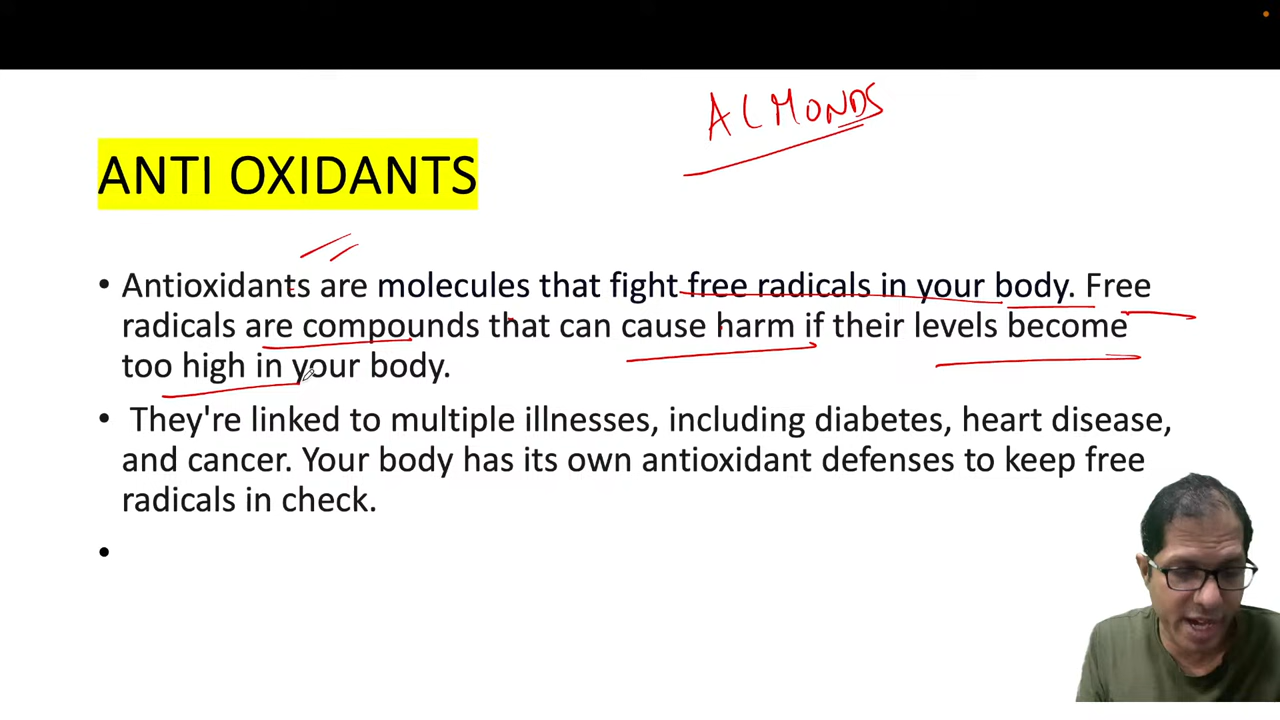 ALMONDS
ANTI OXIDANTS
• Antioxidants are molecules that fight free radicals in your body. Free
radicals are compounds that can cause harm if their levels become
too high in your body.
• They're linked to multiple illnesses, including diabetes, heart disease,
and cancer. Your body has its own antioxidant defenses to keep free
radicals in check.
•